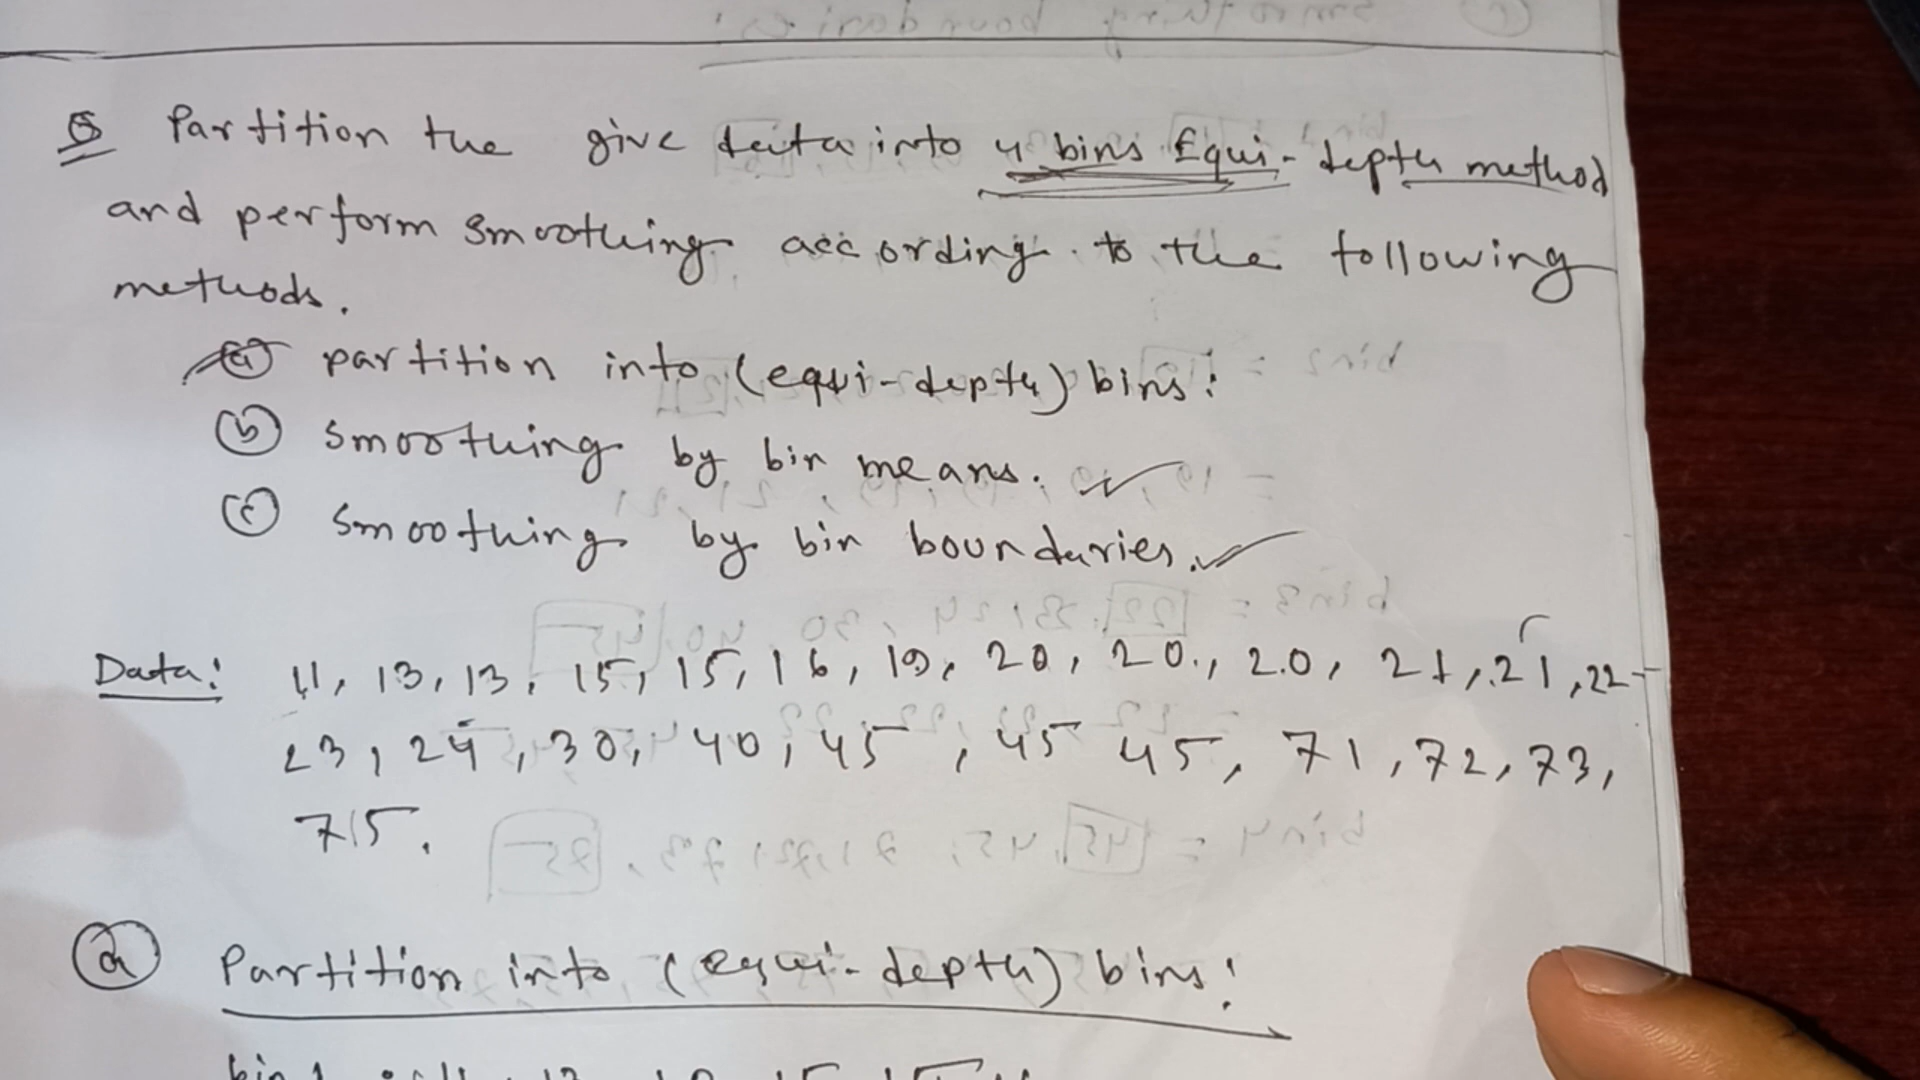 Q Partition the give data into 4 bins Equi-depth method
and perform smoothing according to the following
methods.
(a) partition into (equi-depth) bins:
(b) smoothing by bin means.
(c) smoothing by bin boundaries.
Data: 11, 13, 13, 15, 15, 16, 19, 20, 20, 20, 21, 21, 22
23, 24, 30, 40, 45, 45 45, 71, 72, 73,
715.
(a) Partition into (equi-depth) bins: